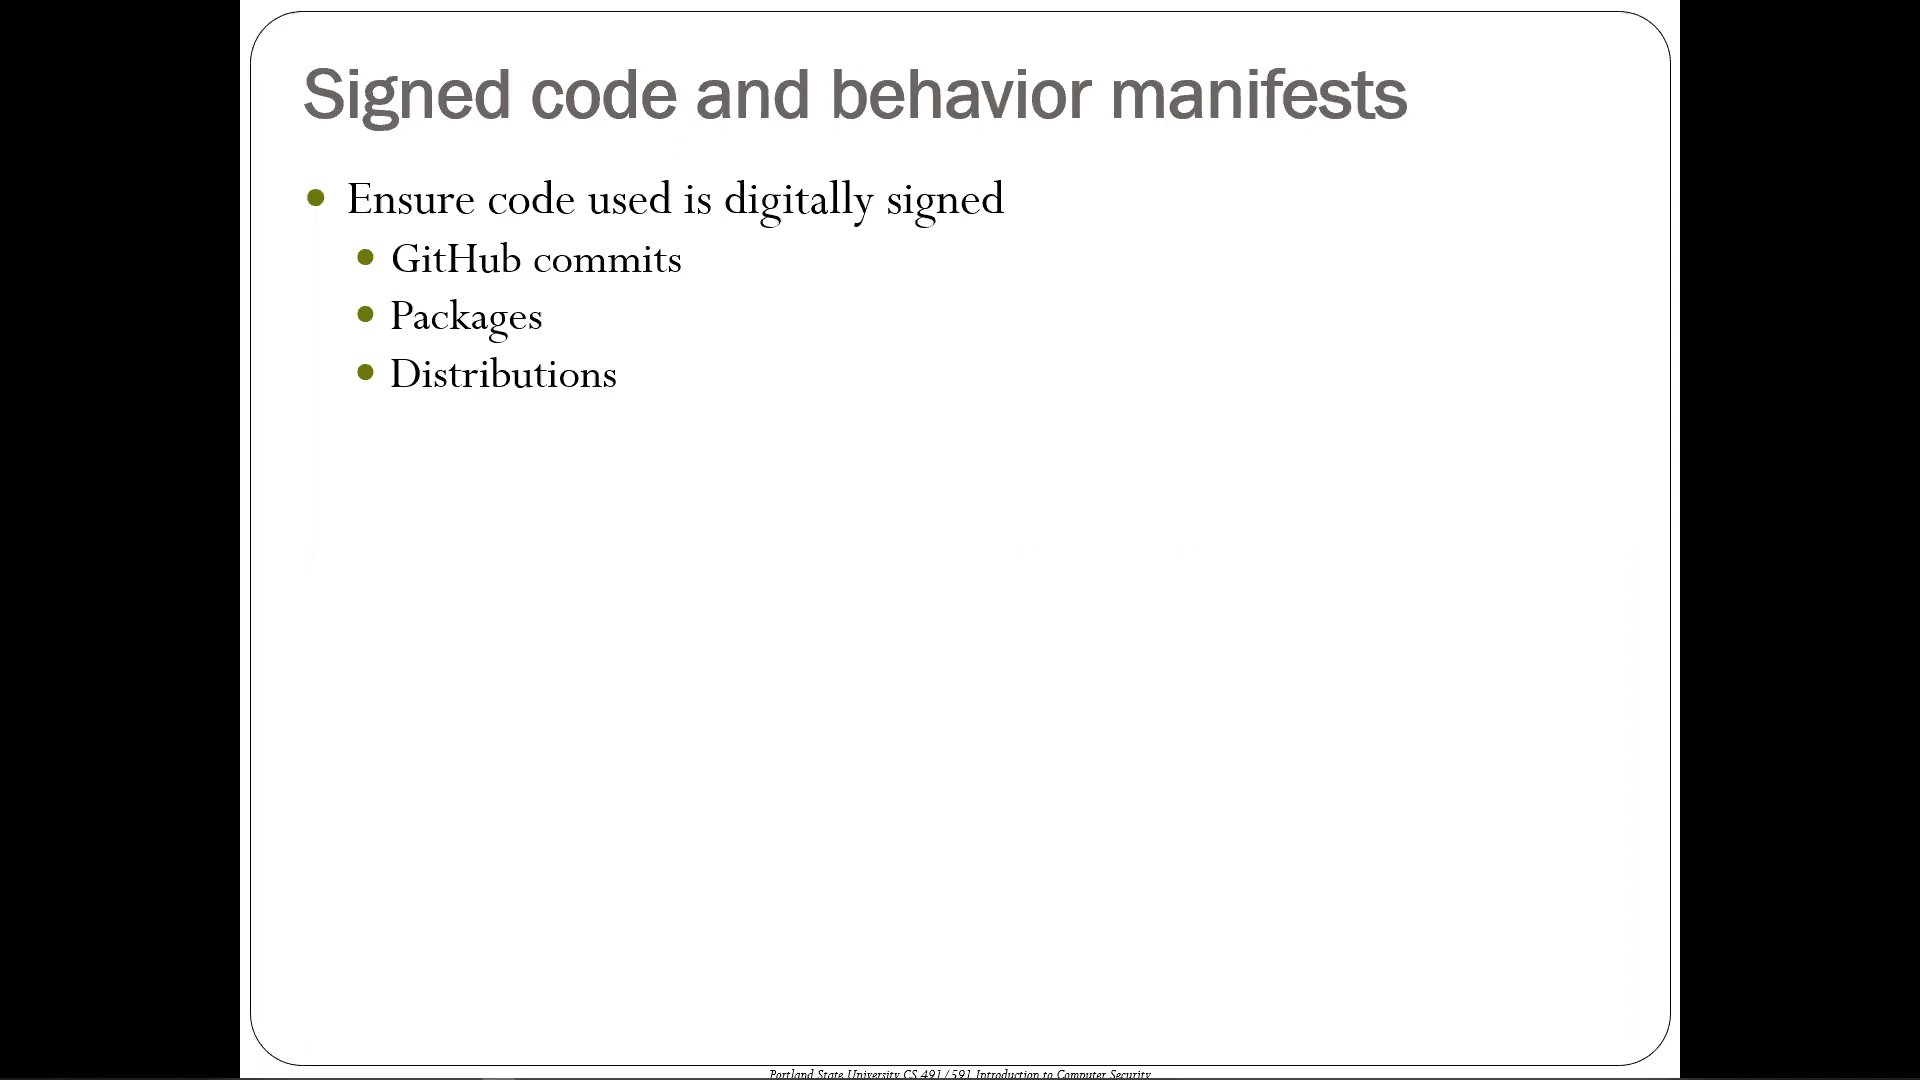 Signed code and behavior manifests
Ensure code used is digitally signed
GitHub commits
Packages
Distributions
Portland State University CS 491/591 Introduction to Computer Security